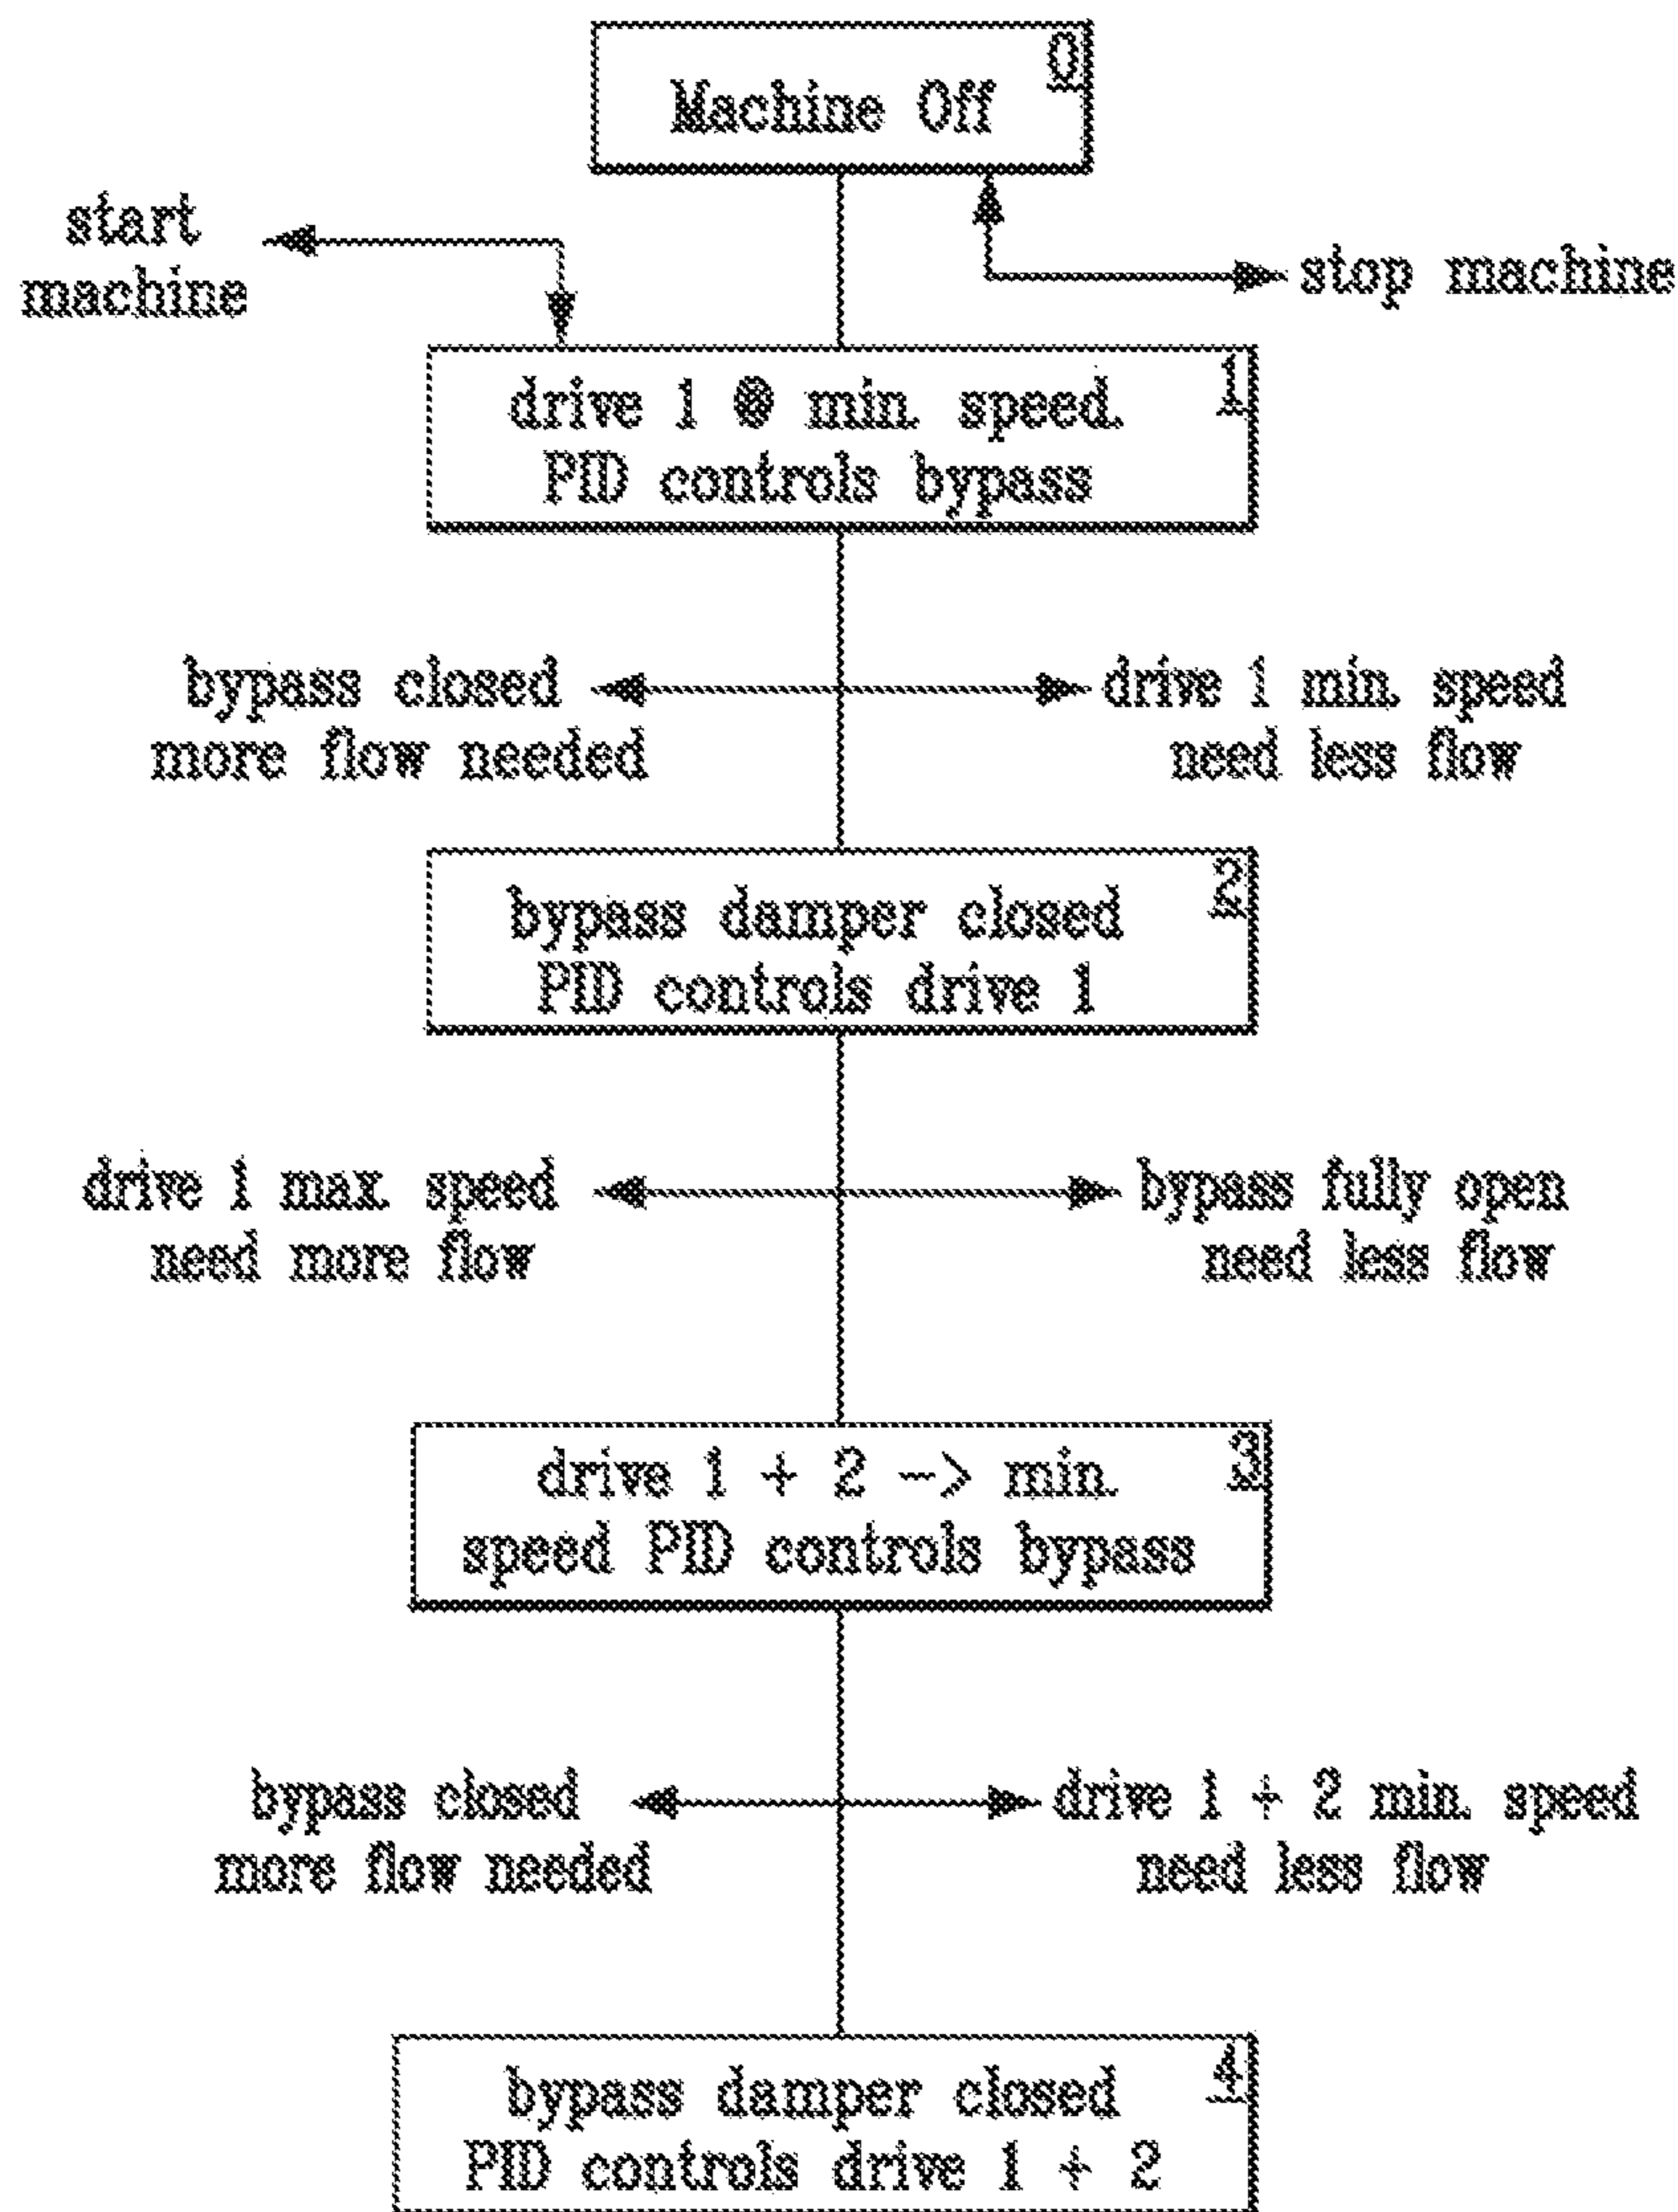 0
Machine Off
start
machine
stop machine
1
drive 1 @ min. speed.
PID controls bypass
bypass closed
more flow needed
drive 1 min. speed
need less flow
2
bypass damper closed
PID controls drive 1
drive 1 max. speed
need more flow
bypass fully open
need less flow
3
drive 1 + 2 -> min.
speed PID controls bypass
bypass closed
more flow needed
drive 1 + 2 min. speed
need less flow
4
bypass damper closed
PID controls drive 1 + 2